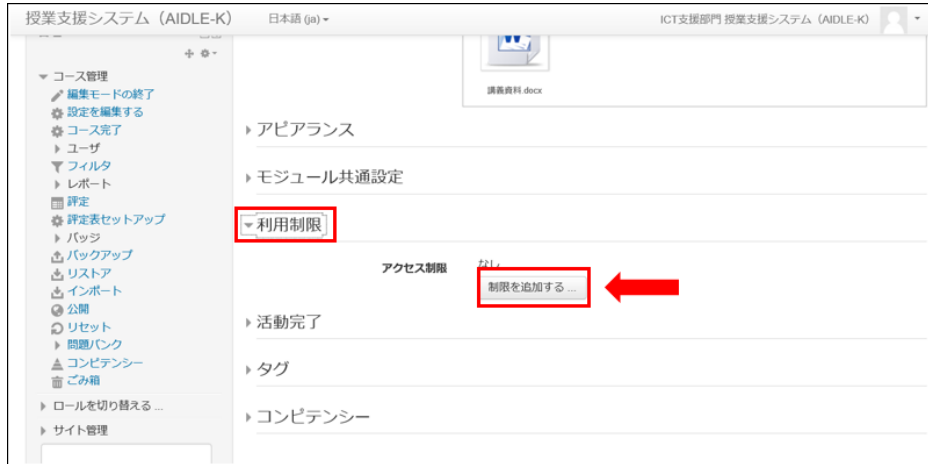 授業支援システム（AIDLE-K）
日本語 (ja)
ICT支援部門 授業支援システム（AIDLE-K）
コース管理
編集モードの終了
設定を編集する
コース完了
ユーザ
フィルタ
レポート
評定
評定表セットアップ
バッジ
バックアップ
リストア
インポート
公開
リセット
問題バンク
コンピテンシー
ごみ箱
ロールを切り替える ...
サイト管理
講義資料.docx
アピアランス
モジュール共通設定
利用制限
アクセス制限
なし
制限を追加する ...
活動完了
タグ
コンピテンシー